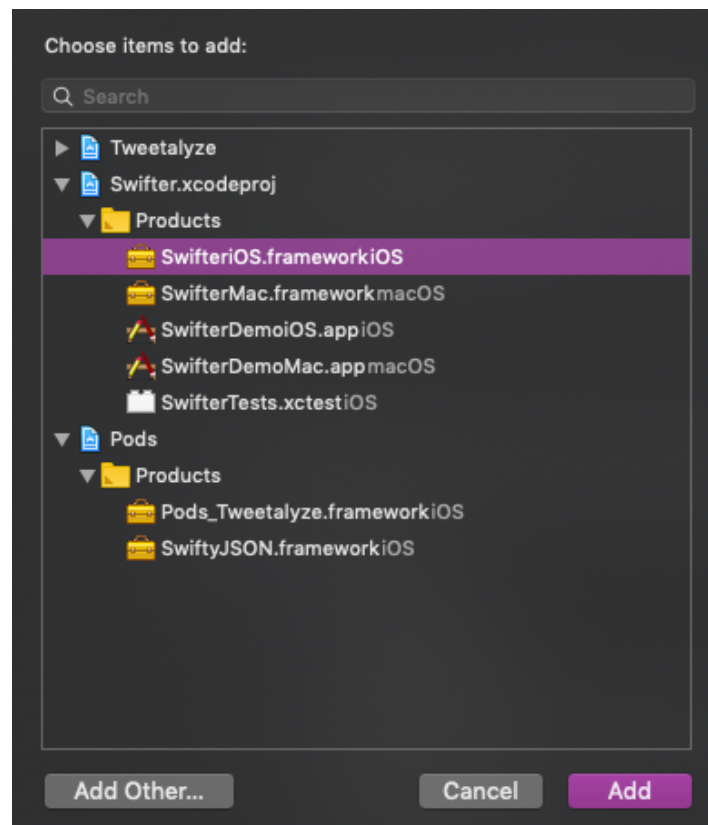 Choose items to add:
Search
Tweetalyze
Swifter.xcodeproj
Products
SwifteriOS.frameworkiOS
SwifterMac.frameworkmacOS
SwifterDemoiOS.appiOS
SwifterDemoMac.appmacOS
SwifterTests.xctestiOS
Pods
Products
Pods_Tweetalyze.frameworkiOS
SwiftyJSON.frameworkiOS
Add Other... Cancel Add